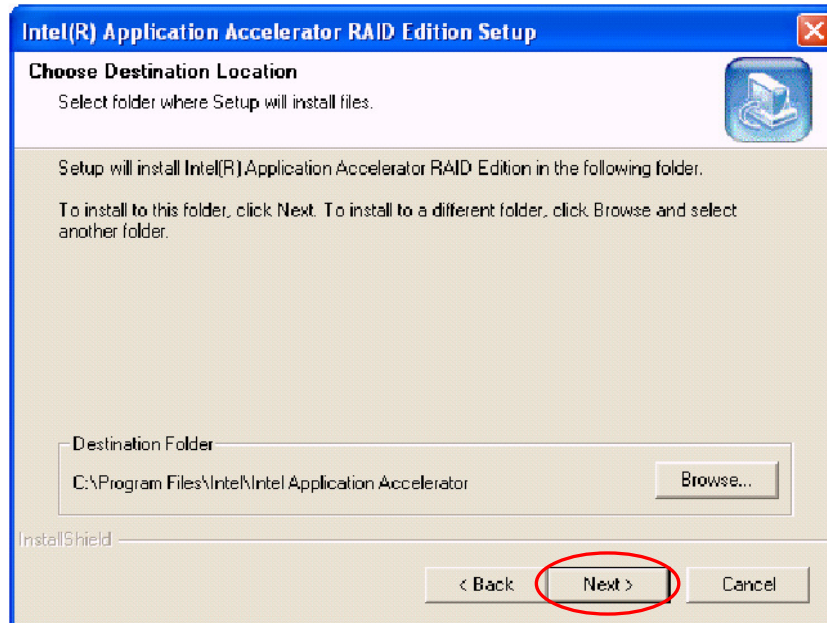 Intel(R) Application Accelerator RAID Edition Setup
Choose Destination Location
Select folder where Setup will install files.
Setup will install Intel(R) Application Accelerator RAID Edition in the following folder.
To install to this folder, click Next. To install to a different folder, click Browse and select
another folder.
Destination Folder
C:\Program Files\Intel\Intel Application Accelerator
Browse...
InstallShield
< Back
Next >
Cancel